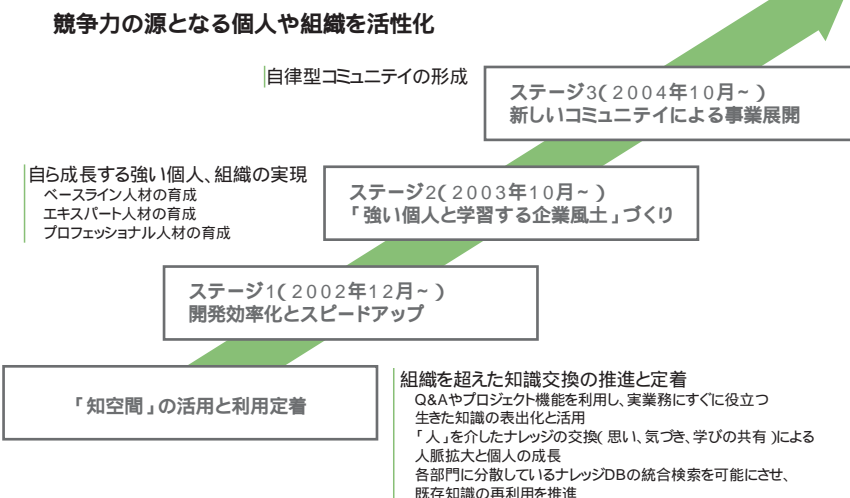 競争力の源となる個人や組織を活性化
自律型コミュニテイの形成
ステージ3(2004年10月~)
新しいコミュニテイによる事業展開
自ら成長する強い個人、組織の実現
ベースライン人材の育成
エキスパート人材の育成
プロフェッショナル人材の育成
ステージ2(2003年10月~)
「強い個人と学習する企業風土」づくり
ステージ1(2002年12月~)
開発効率化とスピードアップ
「知空間」の活用と利用定着
組織を超えた知識交換の推進と定着
Q&Aやプロジェクト機能を利用し、実業務にすぐに役立つ
生きた知識の表出化と活用
「人」を介したナレッジの交換(思い、気づき、学びの共有)による
人脈拡大と個人の成長
各部門に分散しているナレッジDBの統合検索を可能にさせ、
既存知識の再利用を推進